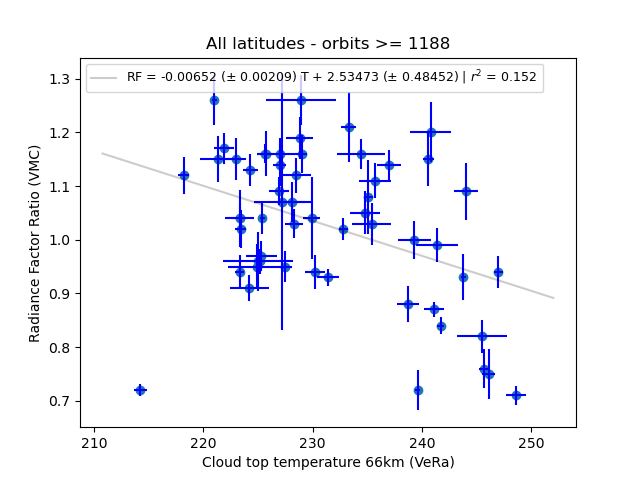 All latitudes - orbits >= 1188
RF = -0.00652 (± 0.00209) T + 2.53473 (± 0.48452) | r² = 0.152
Radiance Factor Ratio (VMC)
1.3
1.2
1.1
1.0
0.9
0.8
0.7
210 220 230 240 250
Cloud top temperature 66km (VeRa)